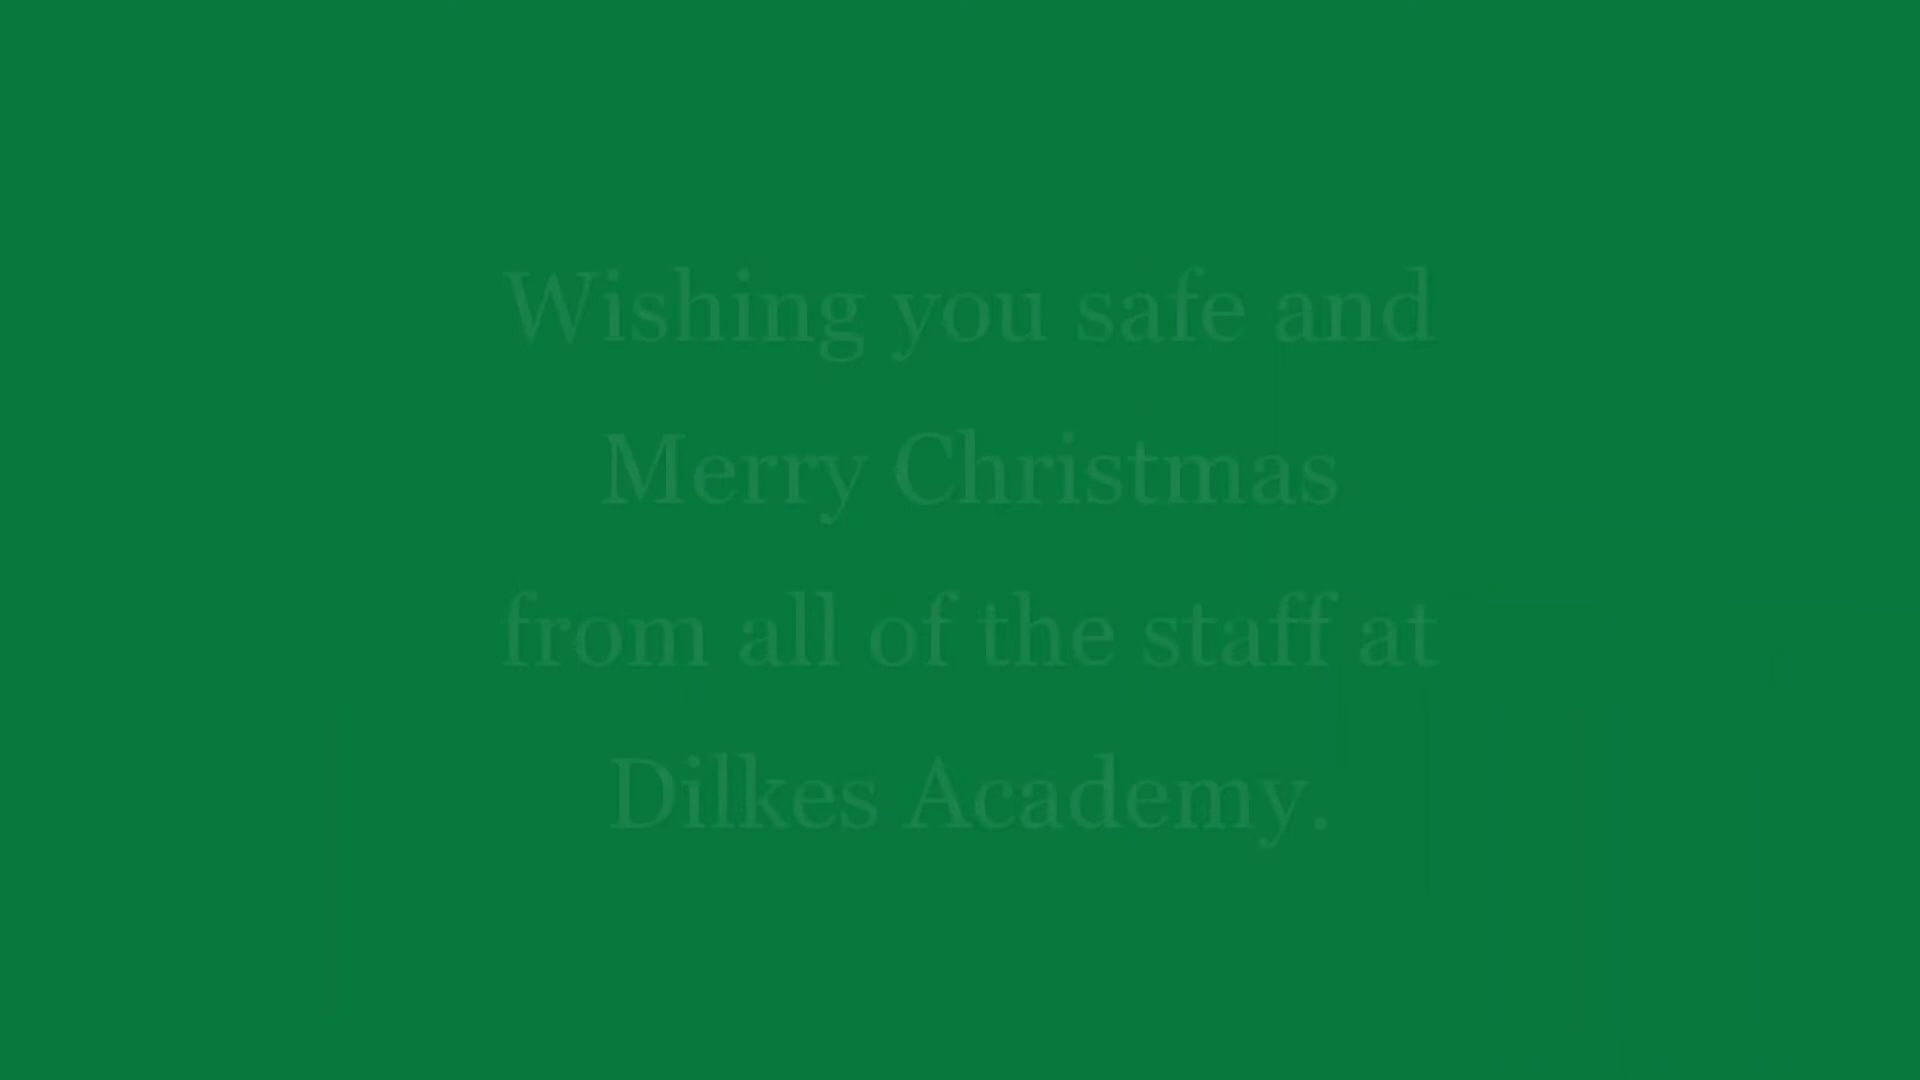 Wishing you safe and
Merry Christmas
from all of the staff at
Dilkes Academy.